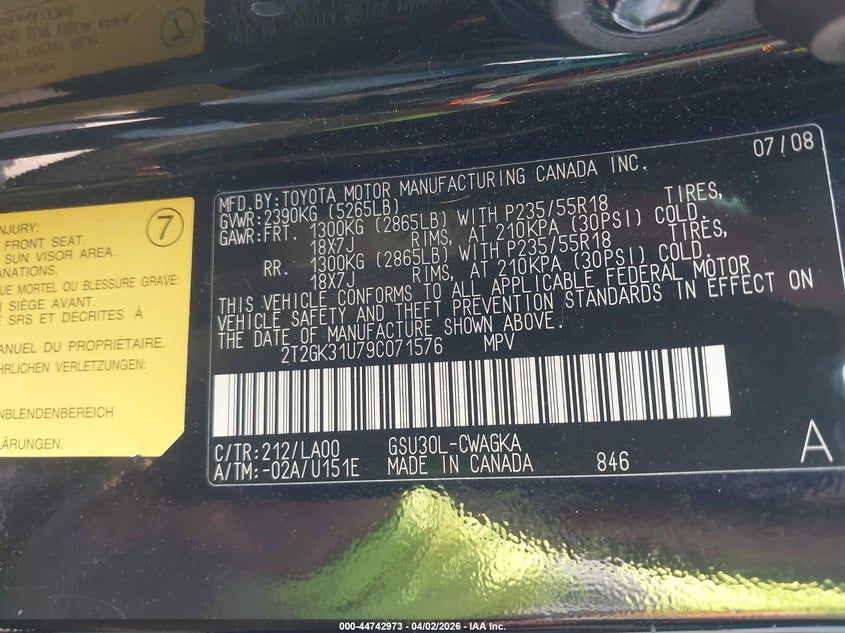 7
INJURY:
FRONT SEAT.
SUN VISOR AREA.
ANATIONS.
QUE MORTEL OU BLESSURE GRAVE:
SIÈGE AVANT.
SRS ET DÉCRITES À
MANUEL DU PROPRIÉTAIRE.
ÄHRLICHEN VERLETZUNGEN:
NBLENDENBEREICH
LÄRUNGEN.
07/08
MFD.BY:TOYOTA MOTOR MANUFACTURING CANADA INC.
GVWR:2390KG (5265LB)
GAWR:FRT. 1300KG (2865LB) WITH P235/55R18 TIRES,
18X7J RIMS, AT 210KPA (30PSI) COLD.
RR. 1300KG (2865LB) WITH P235/55R18 TIRES,
18X7J RIMS, AT 210KPA (30PSI) COLD.
THIS VEHICLE CONFORMS TO ALL APPLICABLE FEDERAL MOTOR
VEHICLE SAFETY AND THEFT PREVENTION STANDARDS IN EFFECT ON
THE DATE OF MANUFACTURE SHOWN ABOVE.
2T2GK31U79C071576 MPV
C/TR:212/LA00 GSU30L-CWAGKA
A/TM:-02A/U151E MADE IN CANADA 846
A
000-44742973 - 04/02/2026 - IAA Inc.